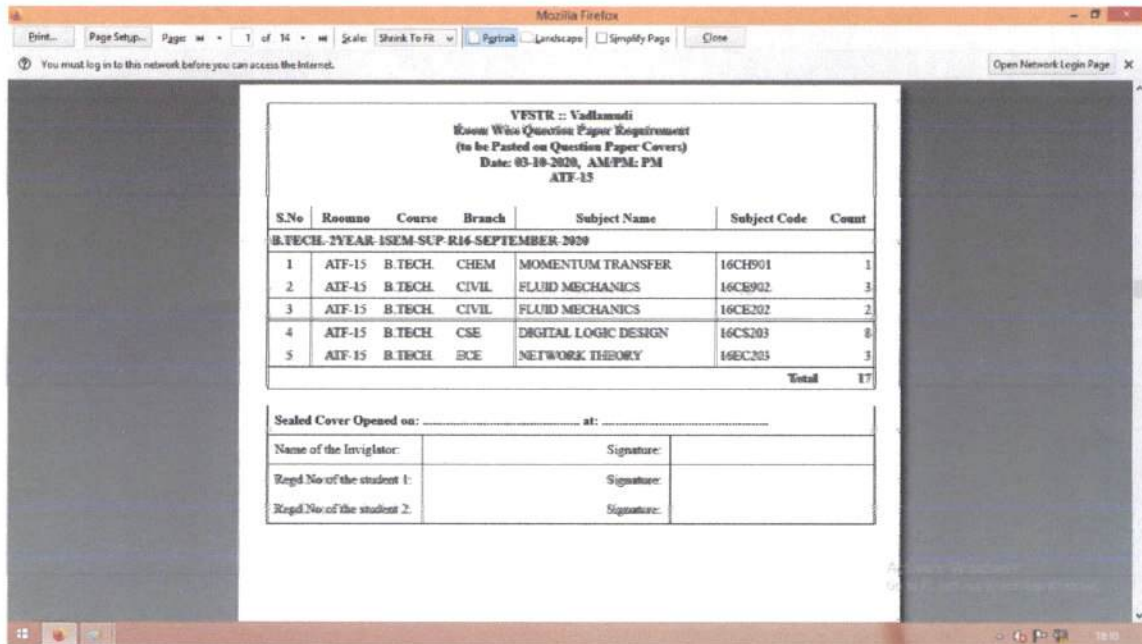 Mozilla Firefox
Print... Page Setup... Page: 1 of 14 Scale: Shrink To Fit Portrait Landscape Simplify Page Close
You must log in to this network before you can access the Internet. Open Network Login Page X
VFSTR :: Vadlamudi
Room Wise Question Paper Requirement
(to be Pasted on Question Paper Covers)
Date: 03-10-2020, AM/PM: PM
ATF-15
S.No Roomno Course Branch Subject Name Subject Code Count
B.TECH.-2YEAR-1SEM-SUP-R16-SEPTEMBER-2020
1 ATF-15 B.TECH. CHEM MOMENTUM TRANSFER 16CH901 1
2 ATF-15 B.TECH. CIVIL FLUID MECHANICS 16CE902 3
3 ATF-15 B.TECH. CIVIL FLUID MECHANICS 16CE202 2
4 ATF-15 B.TECH. CSE DIGITAL LOGIC DESIGN 16CS203 8
5 ATF-15 B.TECH. ECE NETWORK THEORY 16EC203 3
Total 17
Sealed Cover Opened on: ........................................ at: ........................................
Name of the Inviglator: Signature:
Regd.No of the student 1: Signature:
Regd.No of the student 2: Signature:
18:10